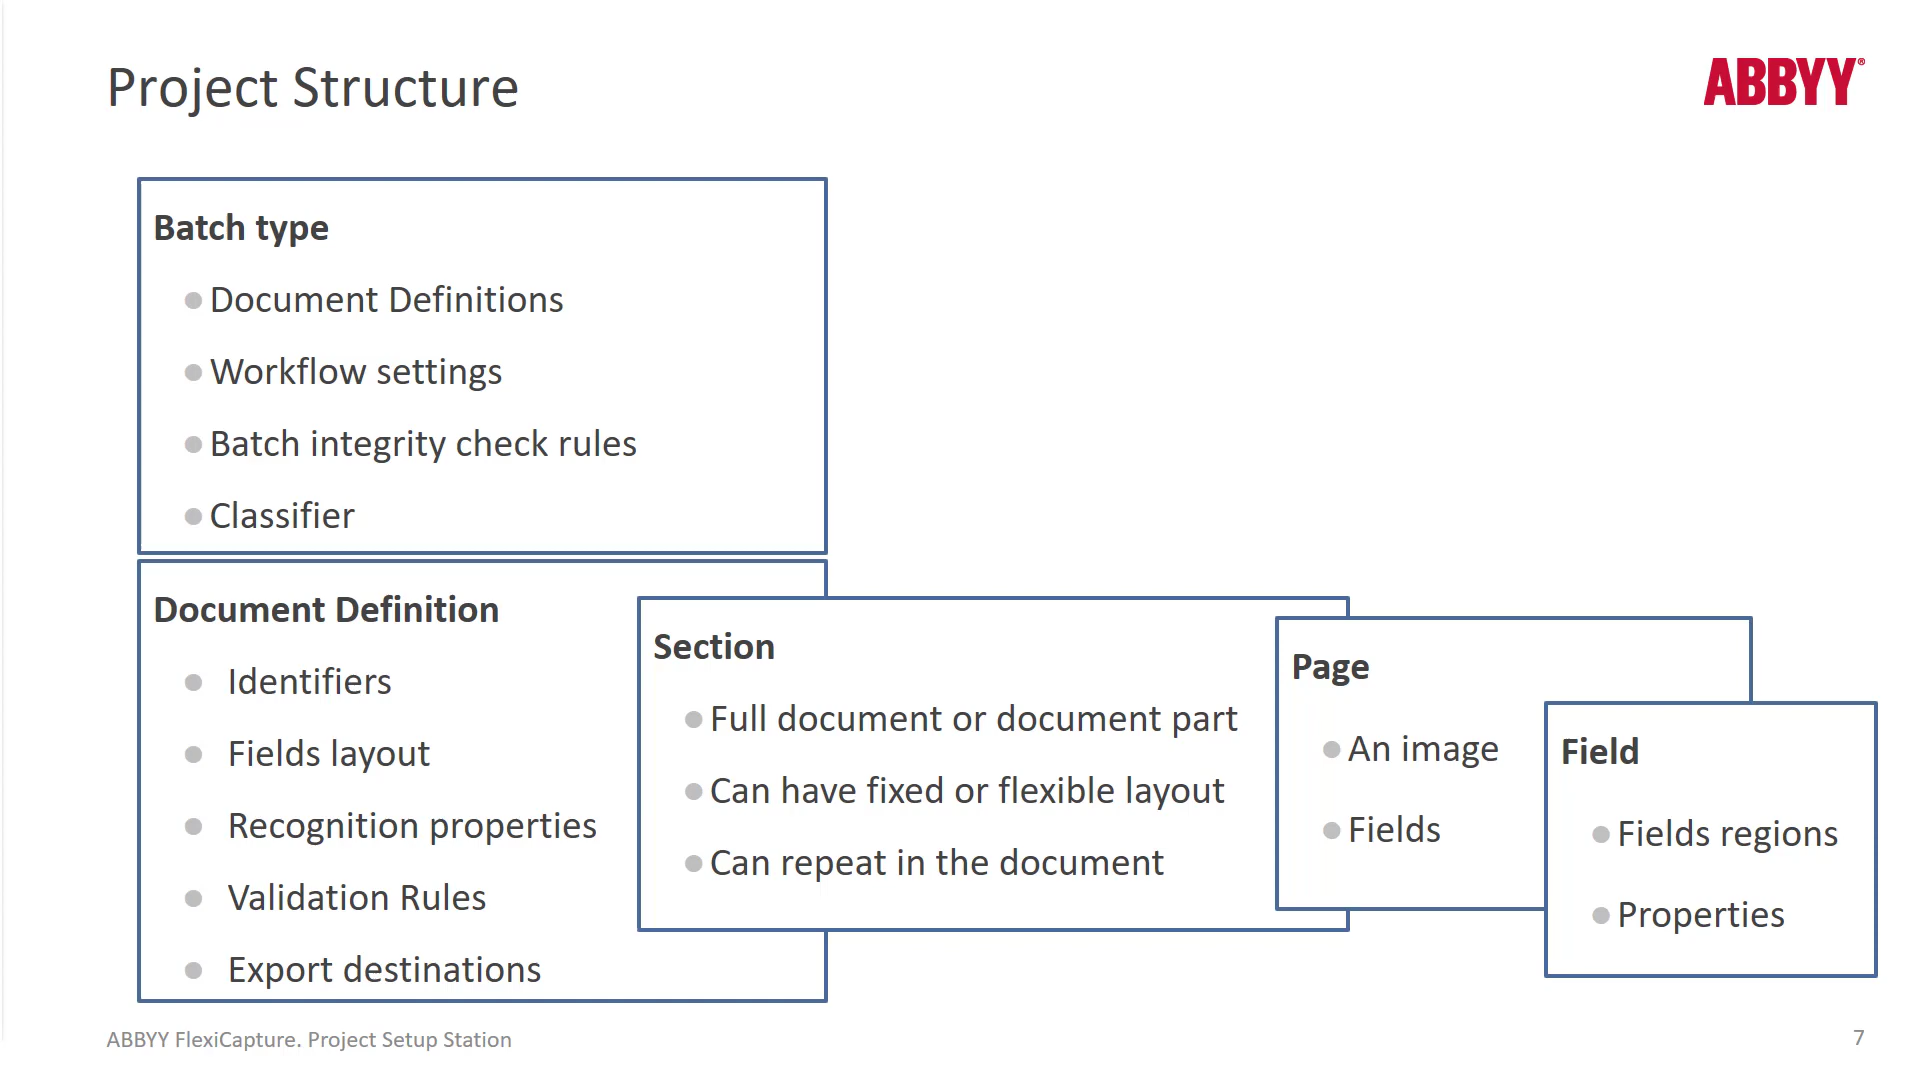 Project Structure
ABBYY®
Batch type
Document Definitions
Workflow settings
Batch integrity check rules
Classifier
Document Definition
Identifiers
Fields layout
Recognition properties
Validation Rules
Export destinations
Section
Full document or document part
Can have fixed or flexible layout
Can repeat in the document
Page
An image
Fields
Field
Fields regions
Properties
ABBYY FlexiCapture. Project Setup Station
7